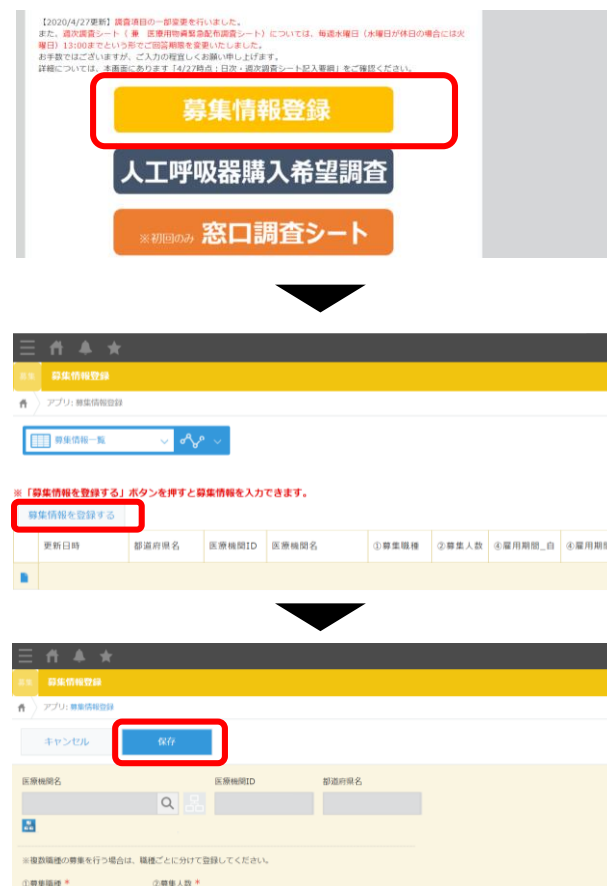 【2020/4/27更新】調査項目の一部変更を行いました。
また、週次調査シート（兼 医療用物資緊急配布調査シート）については、毎週水曜日（水曜日が休日の場合には火
曜日）13:00までという形でご回答期限を変更いたしました。
お手数ではございますが、ご入力の程宜しくお願い申し上げます。
詳細については、本画面にあります「4/27時点：日次・週次調査シート記入要綱」をご確認ください。
募集情報登録
人工呼吸器購入希望調査
※初回のみ 窓口調査シート
募集情報登録
アプリ: 募集情報登録
募集情報一覧
※「募集情報を登録する」ボタンを押すと募集情報を入力できます。
募集情報を登録する
更新日時 都道府県名 医療機関ID 医療機関名 ①募集職種 ②募集人数 ④雇用期間_自 ④雇用期間
募集情報登録
アプリ: 募集情報登録
キャンセル 保存
医療機関名 医療機関ID 都道府県名
※複数職種の募集を行う場合は、職種ごとに分けて登録してください。
①募集職種 * ②募集人数 *